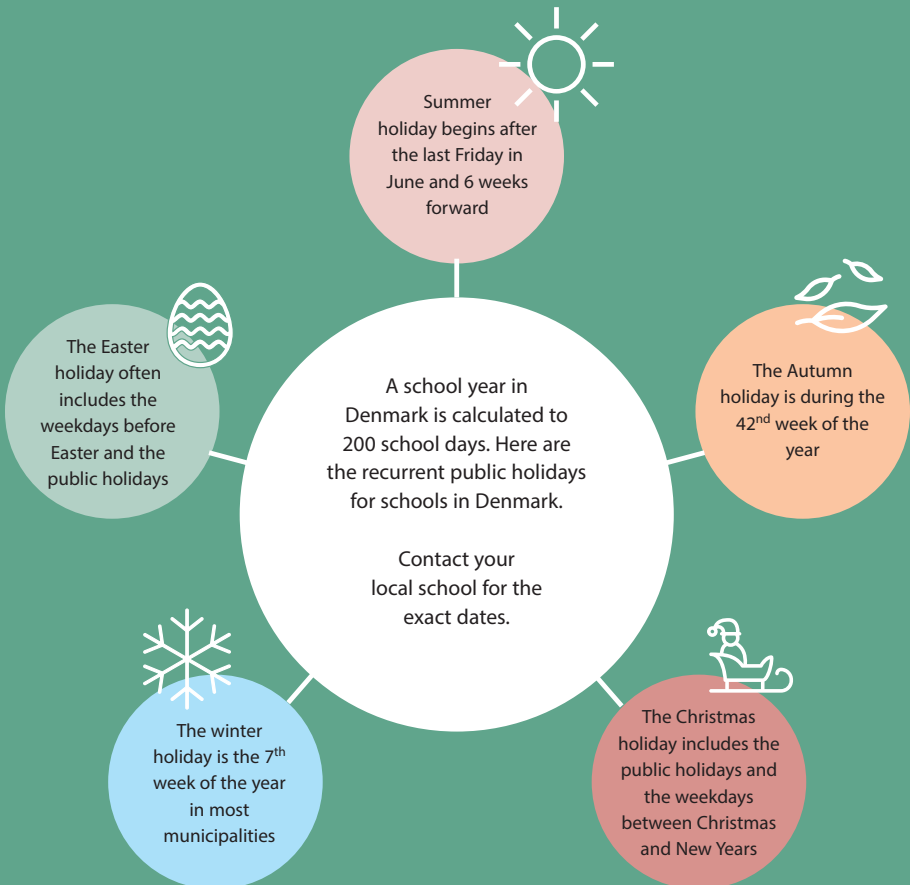 Summer
holiday begins after
the last Friday in
June and 6 weeks
forward
The Easter
holiday often
includes the
weekdays before
Easter and the
public holidays
The Autumn
holiday is during the
42nd week of the
year
A school year in
Denmark is calculated to
200 school days. Here are
the recurrent public holidays
for schools in Denmark.
Contact your
local school for the
exact dates.
The winter
holiday is the 7th
week of the year
in most
municipalities
The Christmas
holiday includes the
public holidays and
the weekdays
between Christmas
and New Years